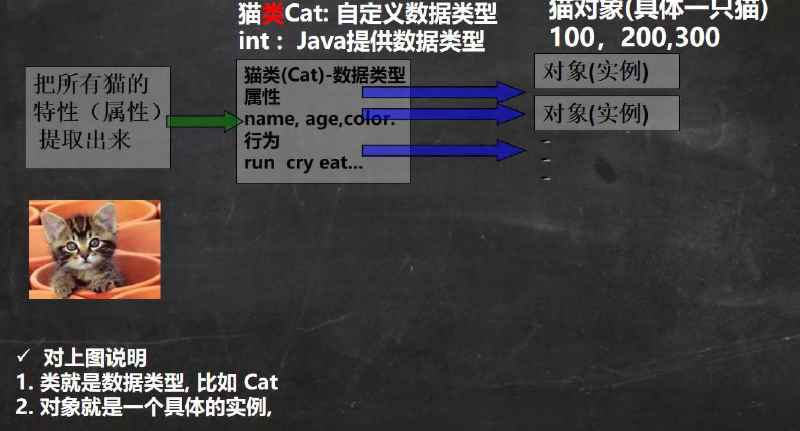 猫类Cat: 自定义数据类型
int： Java提供数据类型
猫对象(具体一只猫)
100，200,300
把所有猫的
特性（属性）
提取出来
猫类(Cat)-数据类型
属性
name, age,color.
行为
run cry eat...
对象(实例)
对象(实例)
✓ 对上图说明
1. 类就是数据类型, 比如 Cat
2. 对象就是一个具体的实例,